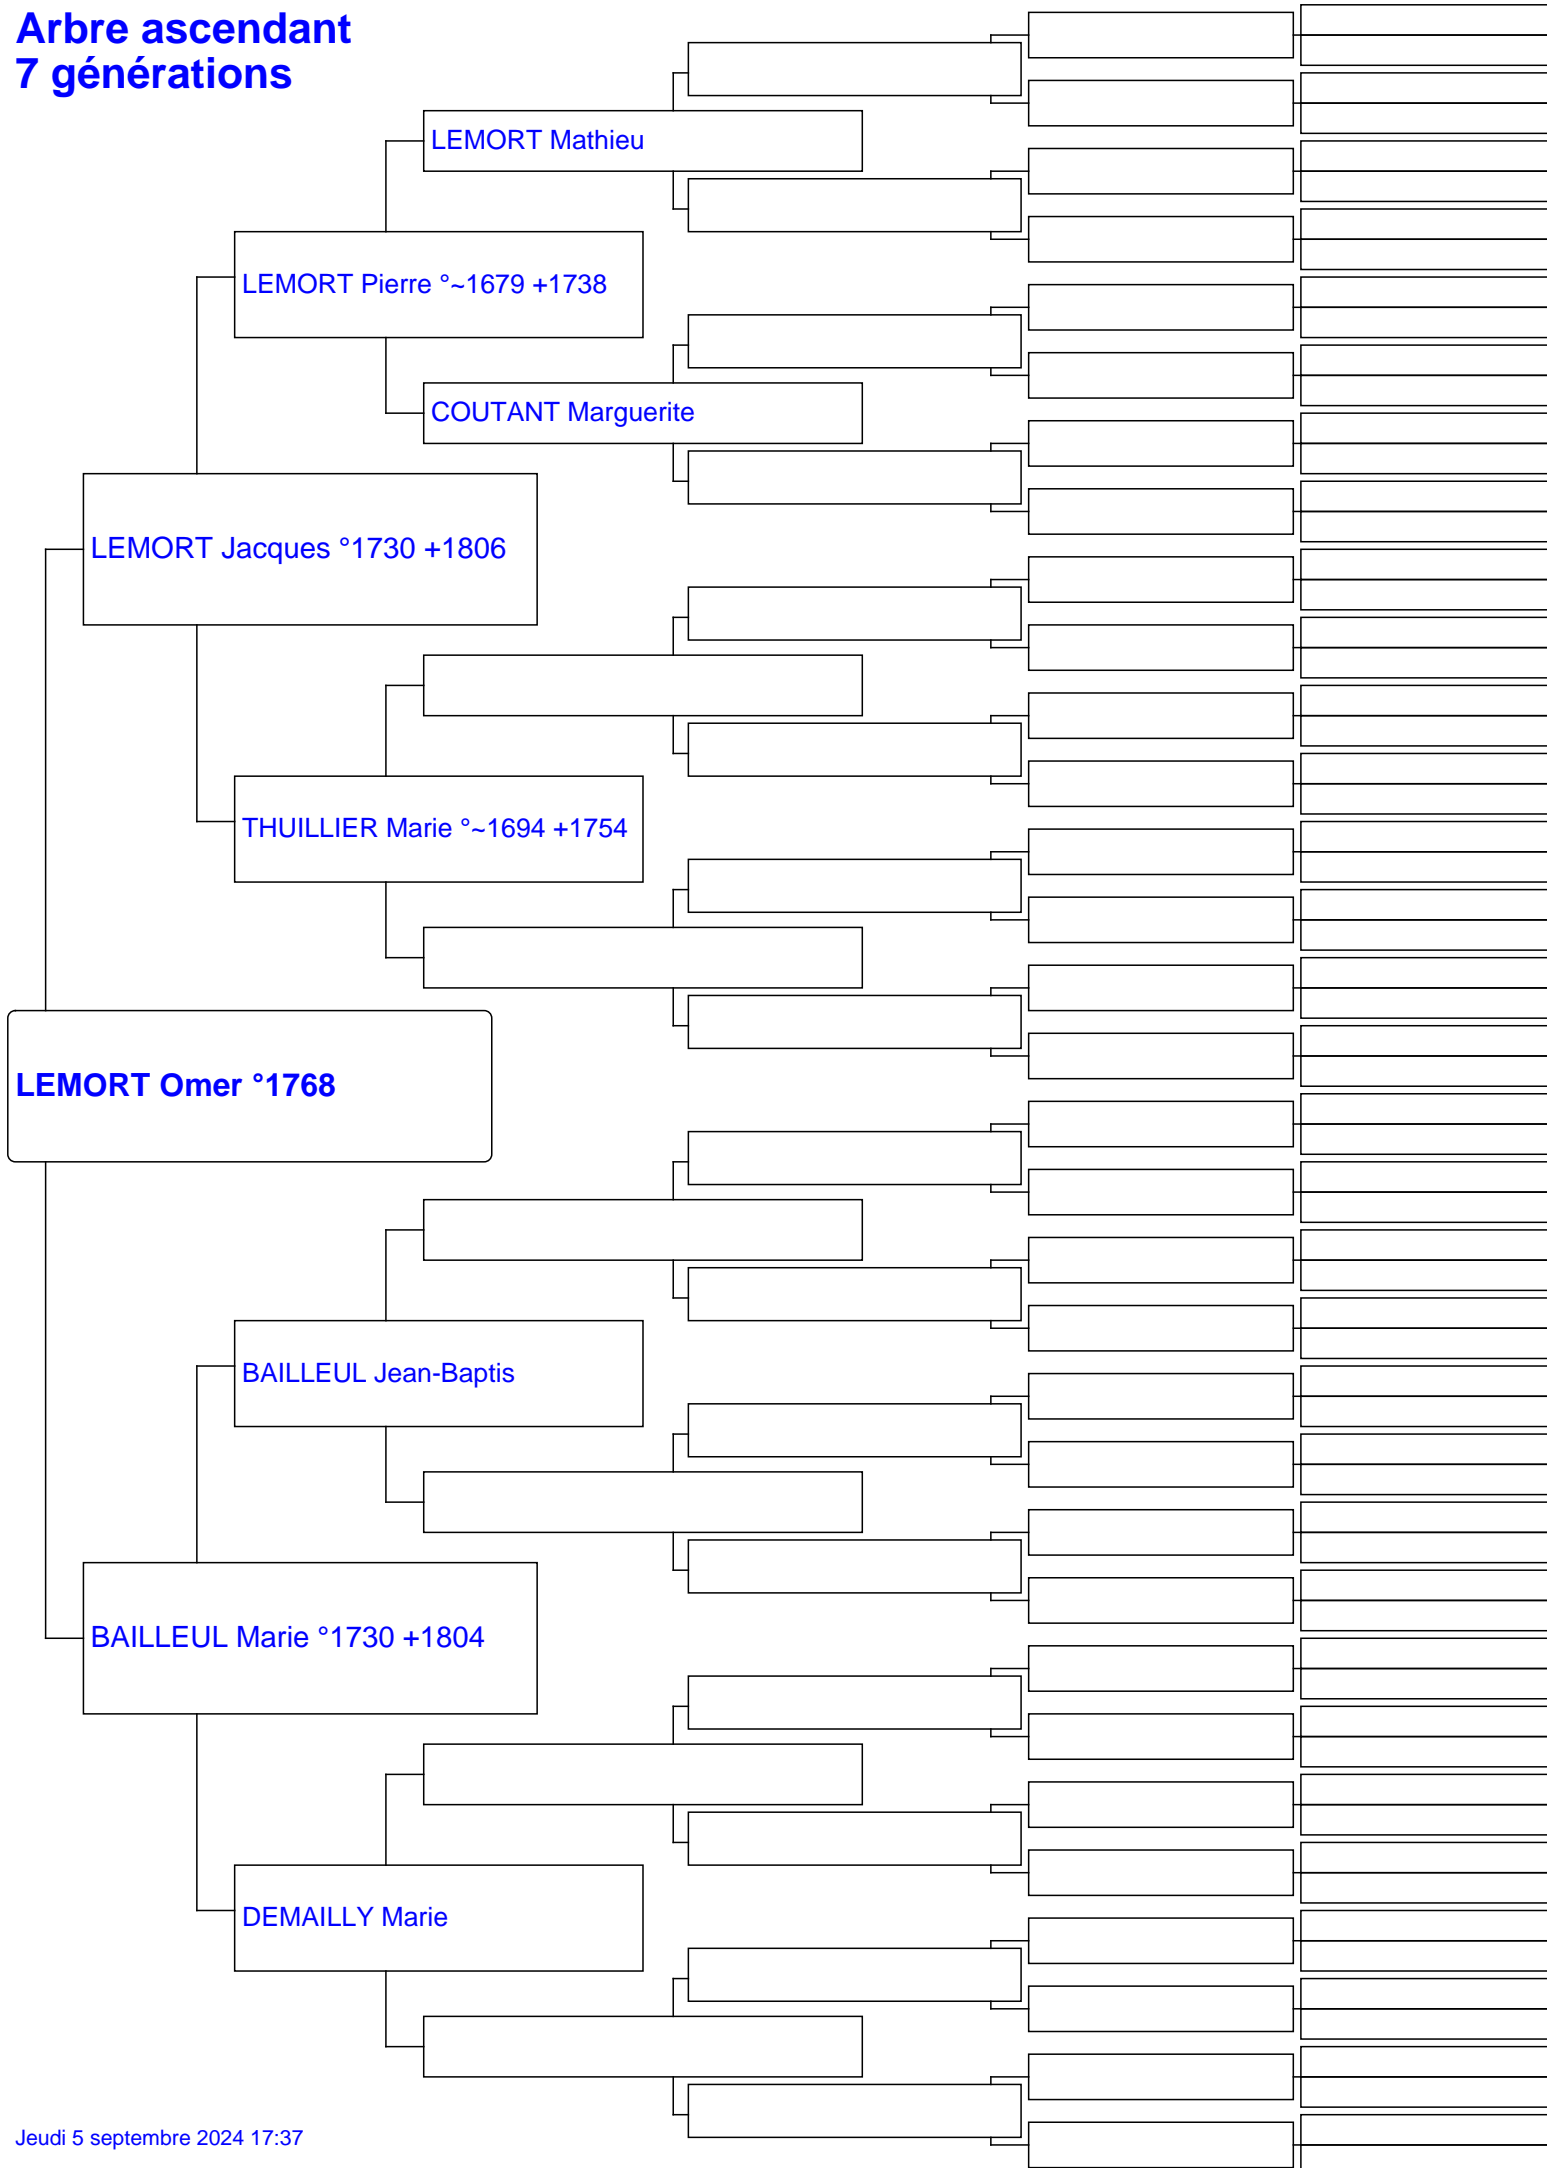 Arbre ascendant
7 générations
LEMORT Mathieu
LEMORT Pierre °~1679 +1738
COUTANT Marguerite
LEMORT Jacques °1730 +1806
THUILLIER Marie °~1694 +1754
LEMORT Omer °1768
BAILLEUL Jean-Baptis
BAILLEUL Marie °1730 +1804
DEMAILLY Marie
Jeudi 5 septembre 2024 17:37